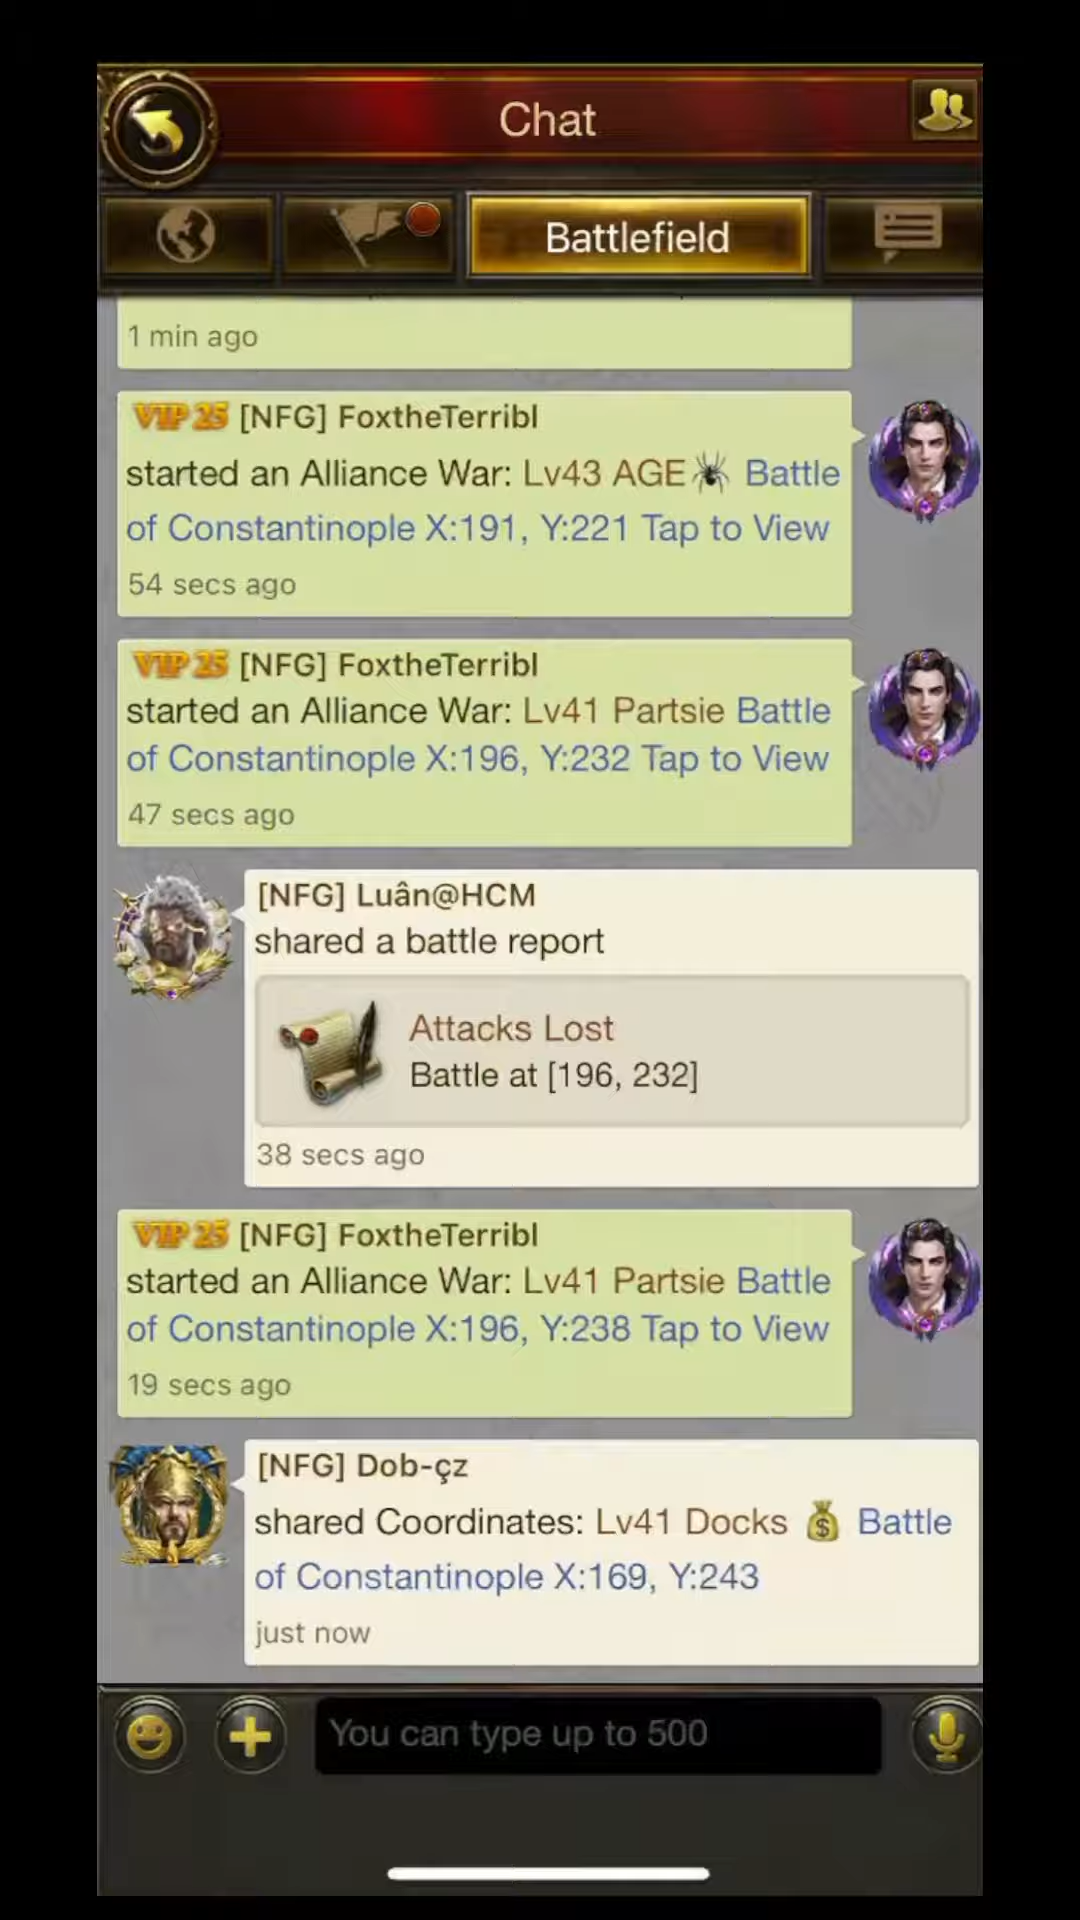 Chat
Battlefield
1 min ago
VIP 25 [NFG] FoxtheTerribl
started an Alliance War: Lv43 AGE🕷 Battle
of Constantinople X:191, Y:221 Tap to View
54 secs ago
VIP 25 [NFG] FoxtheTerribl
started an Alliance War: Lv41 Partsie Battle
of Constantinople X:196, Y:232 Tap to View
47 secs ago
[NFG] Luân@HCM
shared a battle report
Attacks Lost
Battle at [196, 232]
38 secs ago
VIP 25 [NFG] FoxtheTerribl
started an Alliance War: Lv41 Partsie Battle
of Constantinople X:196, Y:238 Tap to View
19 secs ago
[NFG] Dob-çz
shared Coordinates: Lv41 Docks 💰 Battle
of Constantinople X:169, Y:243
just now
You can type up to 500